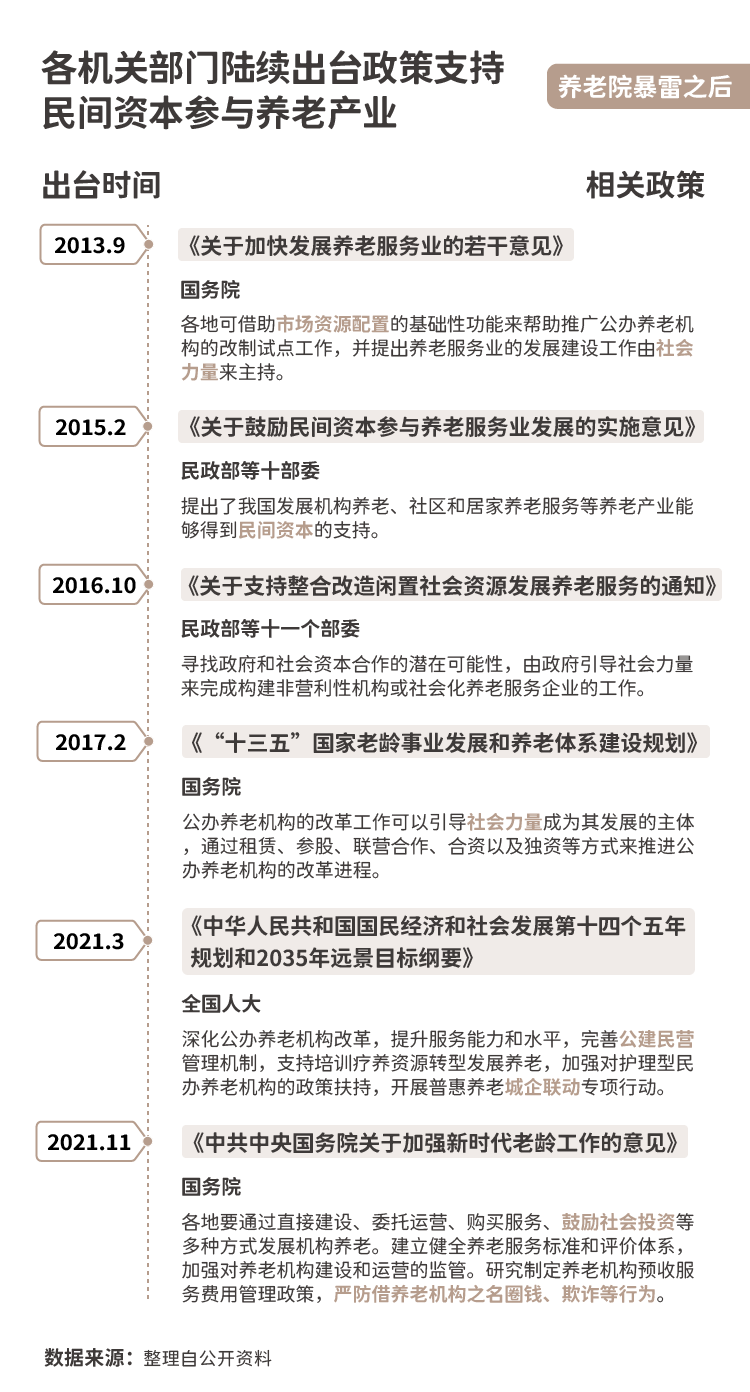 各机关部门陆续出台政策支持
民间资本参与养老产业
养老院暴雷之后
出台时间
相关政策
2013.9
《关于加快发展养老服务业的若干意见》
国务院
各地可借助市场资源配置的基础性功能来帮助推广公办养老机
构的改制试点工作，并提出养老服务业的发展建设工作由社会
力量来主持。
2015.2
《关于鼓励民间资本参与养老服务业发展的实施意见》
民政部等十部委
提出了我国发展机构养老、社区和居家养老服务等养老产业能
够得到民间资本的支持。
2016.10
《关于支持整合改造闲置社会资源发展养老服务的通知》
民政部等十一个部委
寻找政府和社会资本合作的潜在可能性，由政府引导社会力量
来完成构建非营利性机构或社会化养老服务企业的工作。
2017.2
《“十三五”国家老龄事业发展和养老体系建设规划》
国务院
公办养老机构的改革工作可以引导社会力量成为其发展的主体
，通过租赁、参股、联营合作、合资以及独资等方式来推进公
办养老机构的改革进程。
2021.3
《中华人民共和国国民经济和社会发展第十四个五年
规划和2035年远景目标纲要》
全国人大
深化公办养老机构改革，提升服务能力和水平，完善公建民营
管理机制，支持培训疗养资源转型发展养老，加强对护理型民
办养老机构的政策扶持，开展普惠养老城企联动专项行动。
2021.11
《中共中央国务院关于加强新时代老龄工作的意见》
国务院
各地要通过直接建设、委托运营、购买服务、鼓励社会投资等
多种方式发展机构养老。建立健全养老服务标准和评价体系，
加强对养老机构建设和运营的监管。研究制定养老机构预收服
务费用管理政策，严防借养老机构之名圈钱、欺诈等行为。
数据来源：整理自公开资料